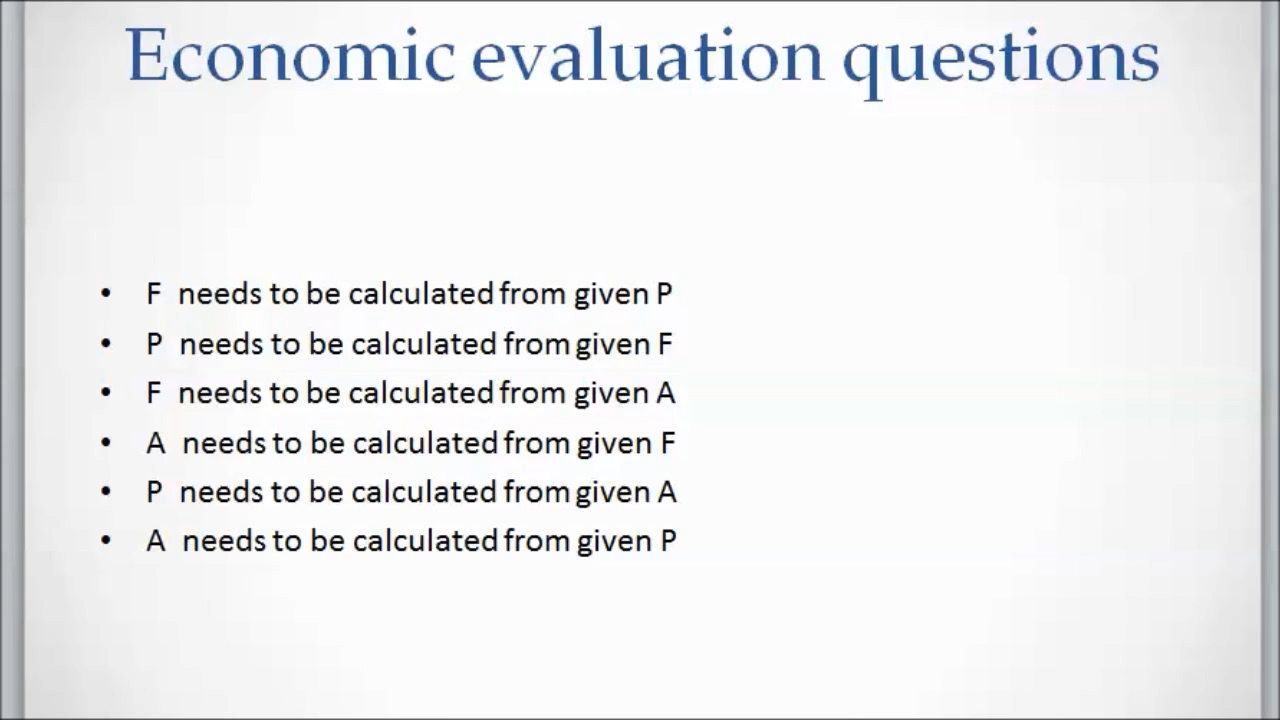 Economic evaluation questions
• F needs to be calculated from given P
• P needs to be calculated from given F
• F needs to be calculated from given A
• A needs to be calculated from given F
• P needs to be calculated from given A
• A needs to be calculated from given P